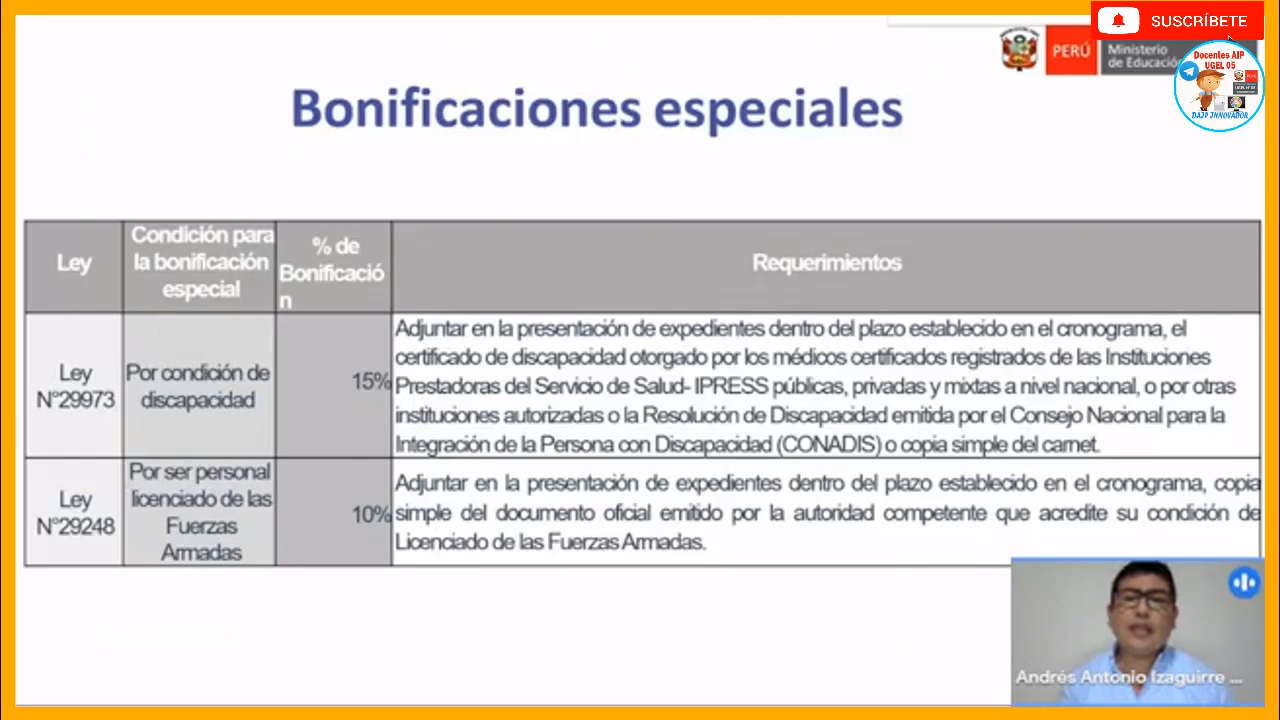 SUSCRÍBETE
PERÚ
Ministerio
de Educació
Docentes AIP
UGEL 05
DAIP INNOVADOR
Bonificaciones especiales
Ley
Condición para
la bonificación
especial
% de
Bonificació
n
Requerimientos
Ley
N°29973
Por condición de
discapacidad
15%
Adjuntar en la presentación de expedientes dentro del plazo establecido en el cronograma, el
certificado de discapacidad otorgado por los médicos certificados registrados de las Instituciones
Prestadoras del Servicio de Salud- IPRESS públicas, privadas y mixtas a nivel nacional, o por otras
instituciones autorizadas o la Resolución de Discapacidad emitida por el Consejo Nacional para la
Integración de la Persona con Discapacidad (CONADIS) o copia simple del carnet.
Ley
N°29248
Por ser personal
licenciado de las
Fuerzas
Armadas
10%
Adjuntar en la presentación de expedientes dentro del plazo establecido en el cronograma, copia
simple del documento oficial emitido por la autoridad competente que acredite su condición de
Licenciado de las Fuerzas Armadas.
Andrés Antonio Izaguirre ...